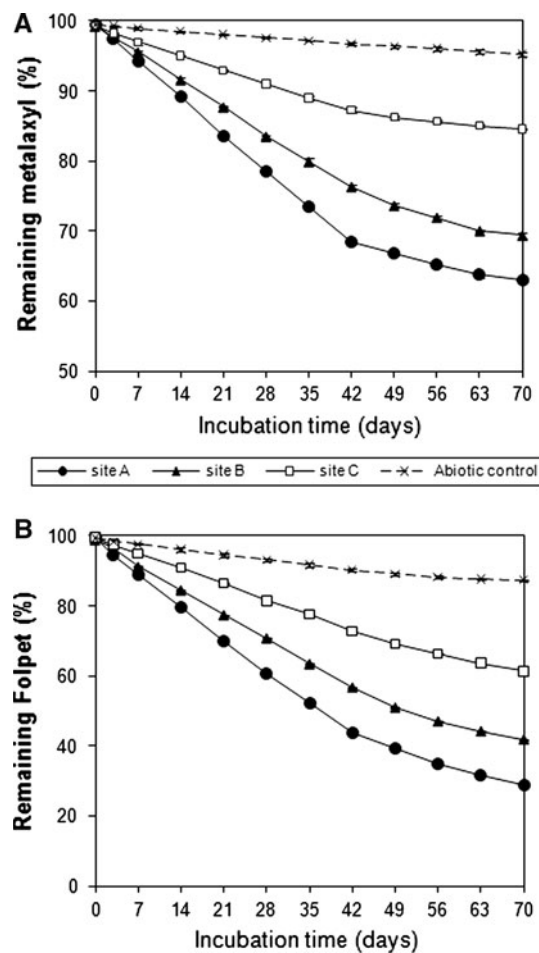 A
Remaining metalaxyl (%)
100
90
80
70
60
50
0 7 14 21 28 35 42 49 56 63 70
Incubation time (days)
site A site B site C Abiotic control
B
Remaining Folpet (%)
100
80
60
40
20
0
0 7 14 21 28 35 42 49 56 63 70
Incubation time (days)